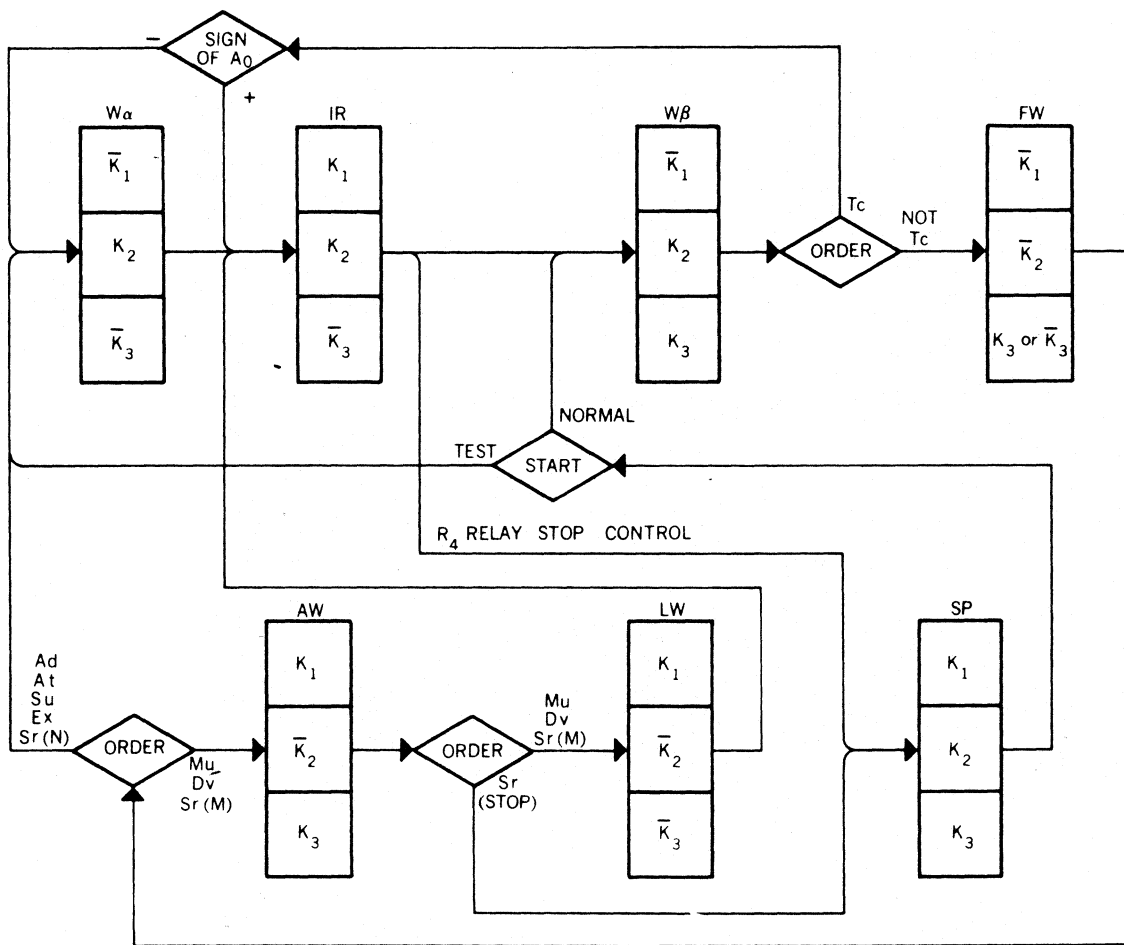 SIGN
OF A₀
−
+
Wα
IR
Wβ
FW
K̅₁
K₂
K̅₃
K₁
K₂
K̅₃
K̅₁
K₂
K₃
Tc
ORDER
NOT
Tc
K̅₁
K̅₂
K₃ or K̅₃
NORMAL
TEST
START
R₄ RELAY STOP CONTROL
AW
LW
SP
Ad
At
Su
Ex
Sr (N)
ORDER
Mu
Dv
Sr (M)
K₁
K̅₂
K₃
ORDER
Mu
Dv
Sr (M)
Sr
(STOP)
K₁
K̅₂
K̅₃
K₁
K₂
K₃